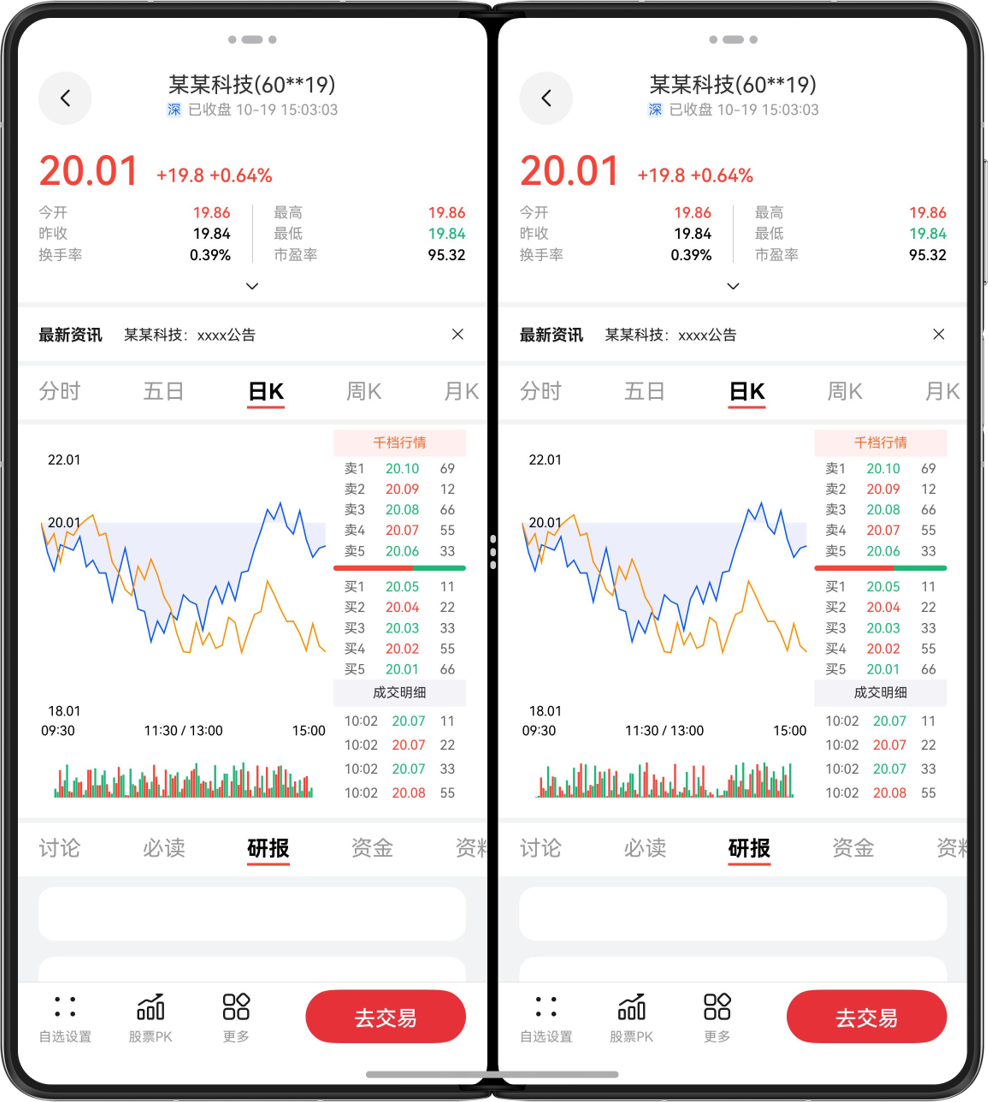 某某科技(60**19)
深 已收盘 10-19 15:03:03
20.01 +19.8 +0.64%
今开 19.86 最高 19.86
昨收 19.84 最低 19.84
换手率 0.39% 市盈率 95.32
最新资讯 某某科技：xxxx公告
分时 五日 日K 周K 月K
千档行情
22.01
卖1 20.10 69
卖2 20.09 12
卖3 20.08 66
20.01
卖4 20.07 55
卖5 20.06 33
买1 20.05 11
买2 20.04 22
买3 20.03 33
买4 20.02 55
买5 20.01 66
成交明细
18.01
09:30 11:30 / 13:00 15:00
10:02 20.07 11
10:02 20.07 22
10:02 20.07 33
10:02 20.08 55
讨论 必读 研报 资金 资料
自选设置 股票PK 更多 去交易
某某科技(60**19)
深 已收盘 10-19 15:03:03
20.01 +19.8 +0.64%
今开 19.86 最高 19.86
昨收 19.84 最低 19.84
换手率 0.39% 市盈率 95.32
最新资讯 某某科技：xxxx公告
分时 五日 日K 周K 月K
千档行情
22.01
卖1 20.10 69
卖2 20.09 12
卖3 20.08 66
20.01
卖4 20.07 55
卖5 20.06 33
买1 20.05 11
买2 20.04 22
买3 20.03 33
买4 20.02 55
买5 20.01 66
成交明细
18.01
09:30 11:30 / 13:00 15:00
10:02 20.07 11
10:02 20.07 22
10:02 20.07 33
10:02 20.08 55
讨论 必读 研报 资金 资料
自选设置 股票PK 更多 去交易